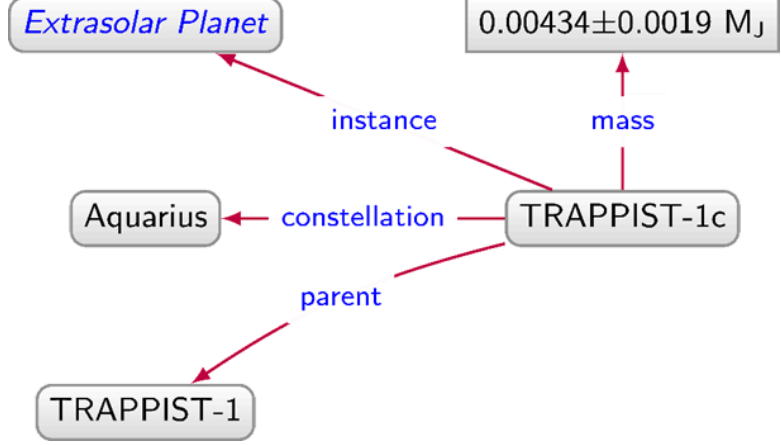 Extrasolar Planet
0.00434±0.0019 MJ
instance
mass
Aquarius
constellation
TRAPPIST-1c
parent
TRAPPIST-1